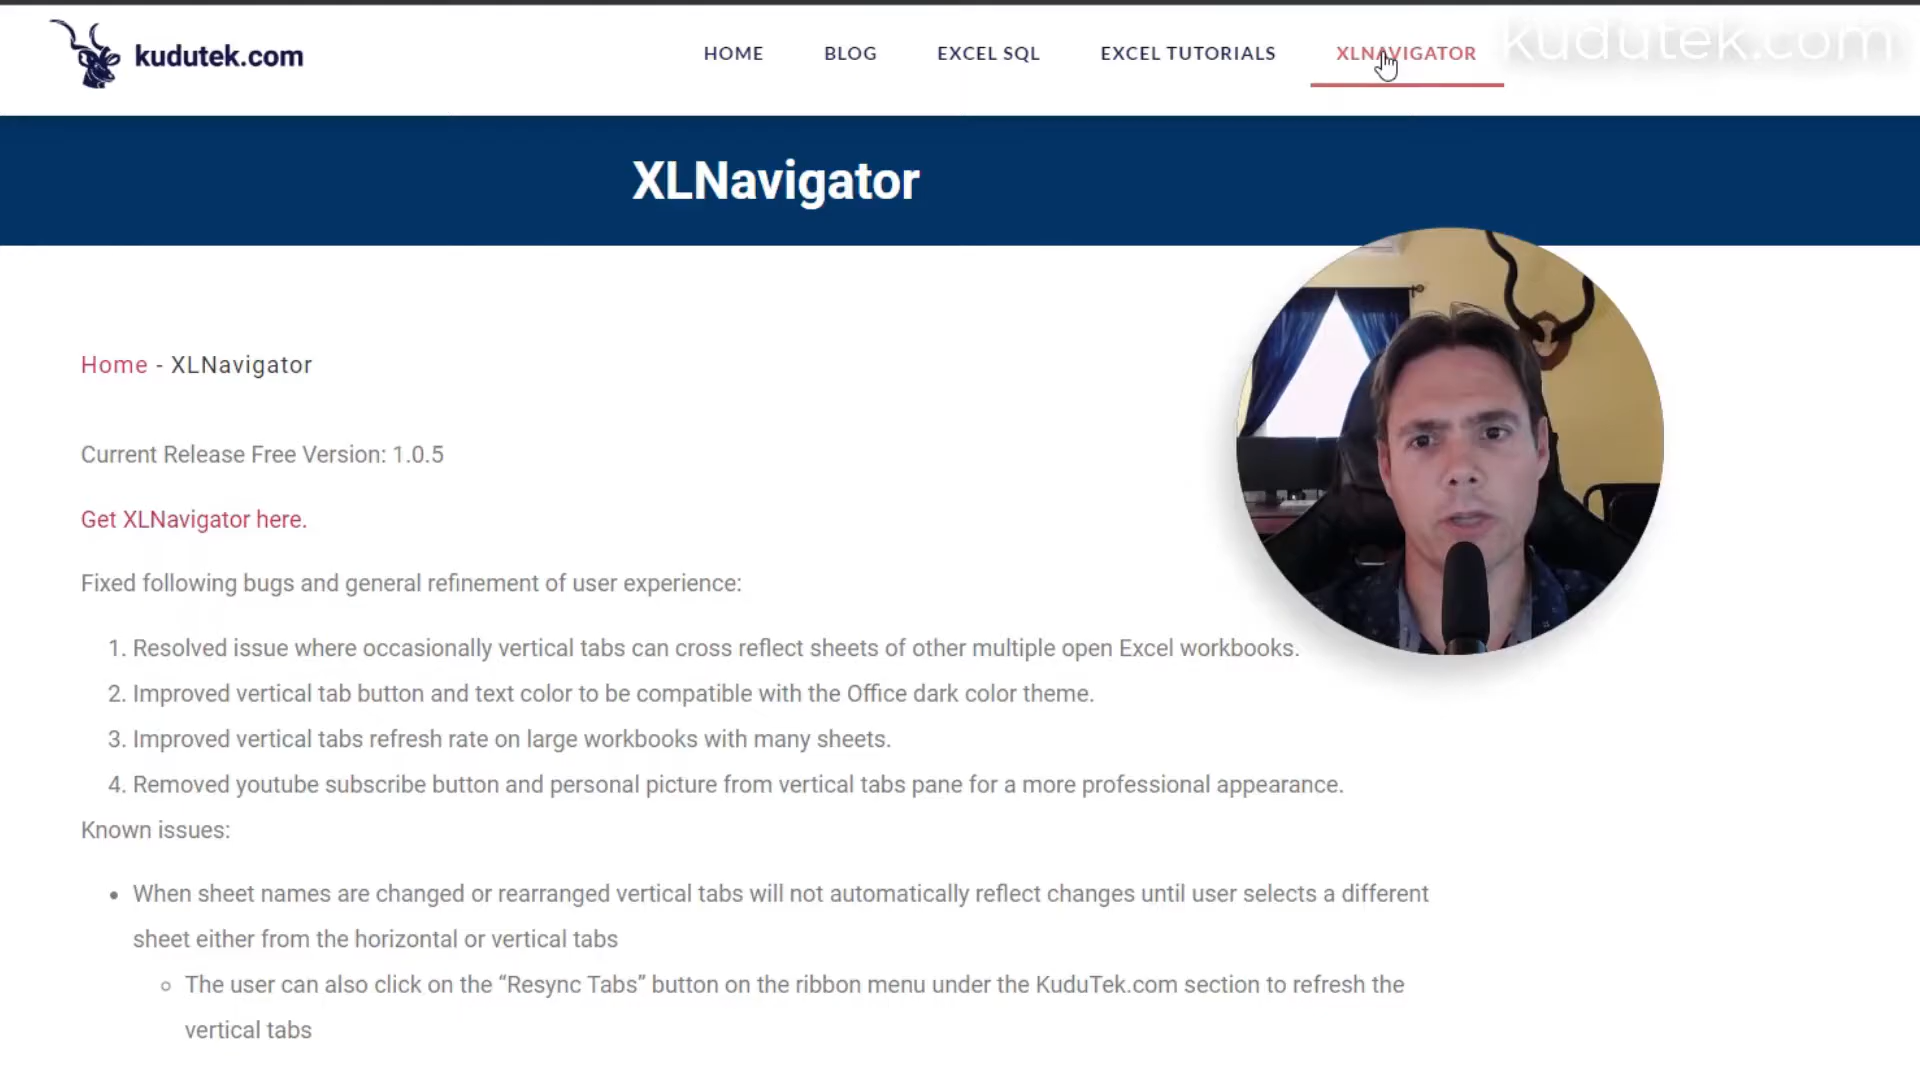 kudutek.com
HOME
BLOG
EXCEL SQL
EXCEL TUTORIALS
XLNAVIGATOR
kudutek.com
XLNavigator
Home - XLNavigator
Current Release Free Version: 1.0.5
Get XLNavigator here.
Fixed following bugs and general refinement of user experience:
1. Resolved issue where occasionally vertical tabs can cross reflect sheets of other multiple open Excel workbooks.
2. Improved vertical tab button and text color to be compatible with the Office dark color theme.
3. Improved vertical tabs refresh rate on large workbooks with many sheets.
4. Removed youtube subscribe button and personal picture from vertical tabs pane for a more professional appearance.
Known issues:
• When sheet names are changed or rearranged vertical tabs will not automatically reflect changes until user selects a different
sheet either from the horizontal or vertical tabs
○ The user can also click on the “Resync Tabs” button on the ribbon menu under the KuduTek.com section to refresh the
vertical tabs